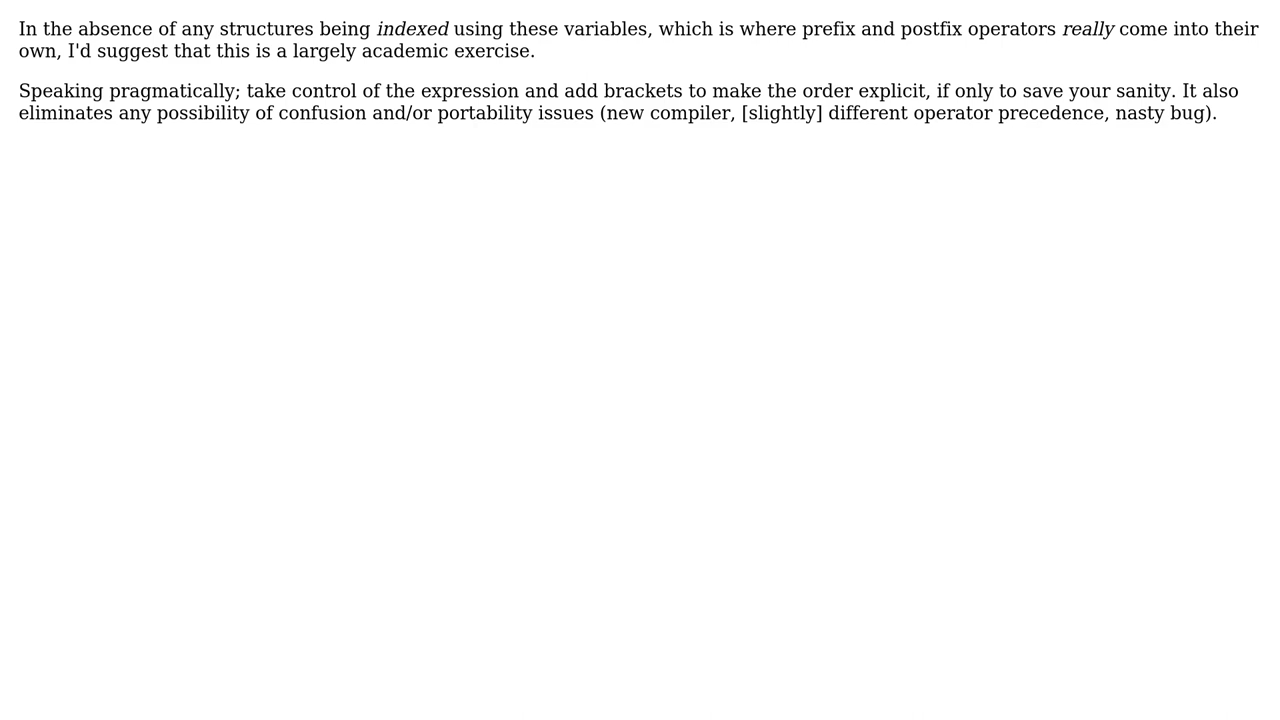 In the absence of any structures being indexed using these variables, which is where prefix and postfix operators really come into their
own, I'd suggest that this is a largely academic exercise.
Speaking pragmatically; take control of the expression and add brackets to make the order explicit, if only to save your sanity. It also
eliminates any possibility of confusion and/or portability issues (new compiler, [slightly] different operator precedence, nasty bug).